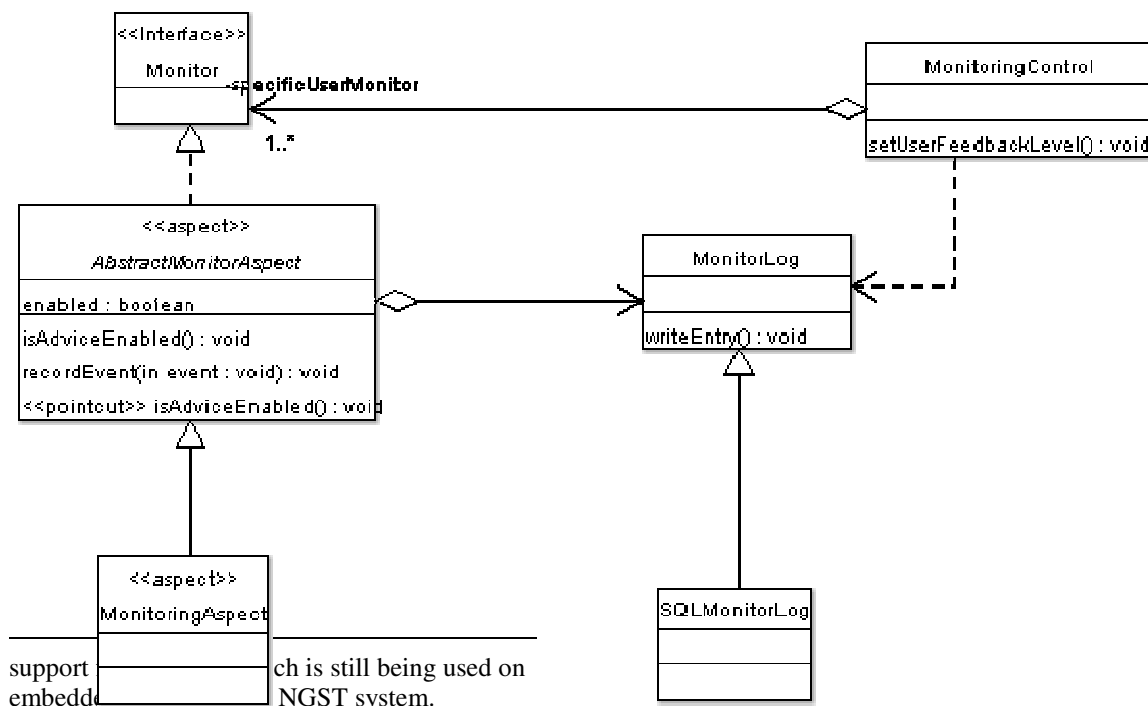 <<Interface>>
Monitor
-specificUserMonitor
1..*
MonitoringControl
setUserFeedbackLevel() : void
<<aspect>>
AbstractMonitorAspect
enabled : boolean
isAdviceEnabled() : void
recordEvent(in event : void) : void
<<pointcut>> isAdviceEnabled() : void
MonitorLog
writeEntry() : void
<<aspect>>
MonitoringAspect
SQLMonitorLog
support ch is still being used on
embedde NGST system.